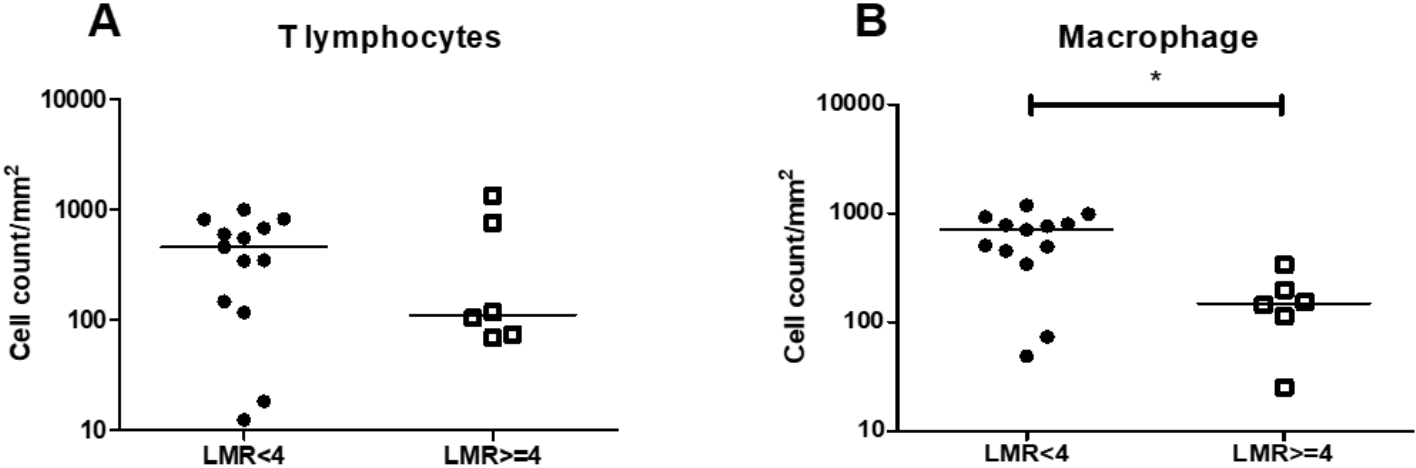 A
T lymphocytes
10000
1000
100
10
Cell count/mm²
LMR<4
LMR>=4
B
Macrophage
*
10000
1000
100
10
Cell count/mm²
LMR<4
LMR>=4